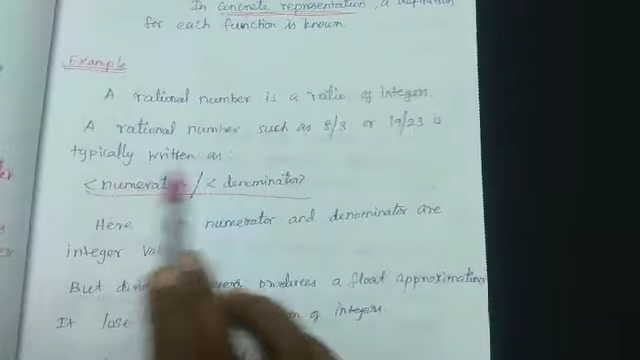 In concrete representation, a definition
for each function is known.
Example
A rational number is a ratio of integers.
A rational number such as 8/3 or 19/23 is
typically written as:
<numerator>/<denominator>
Here, numerator and denominator are
integer
But produces a float approximation
It of integers.